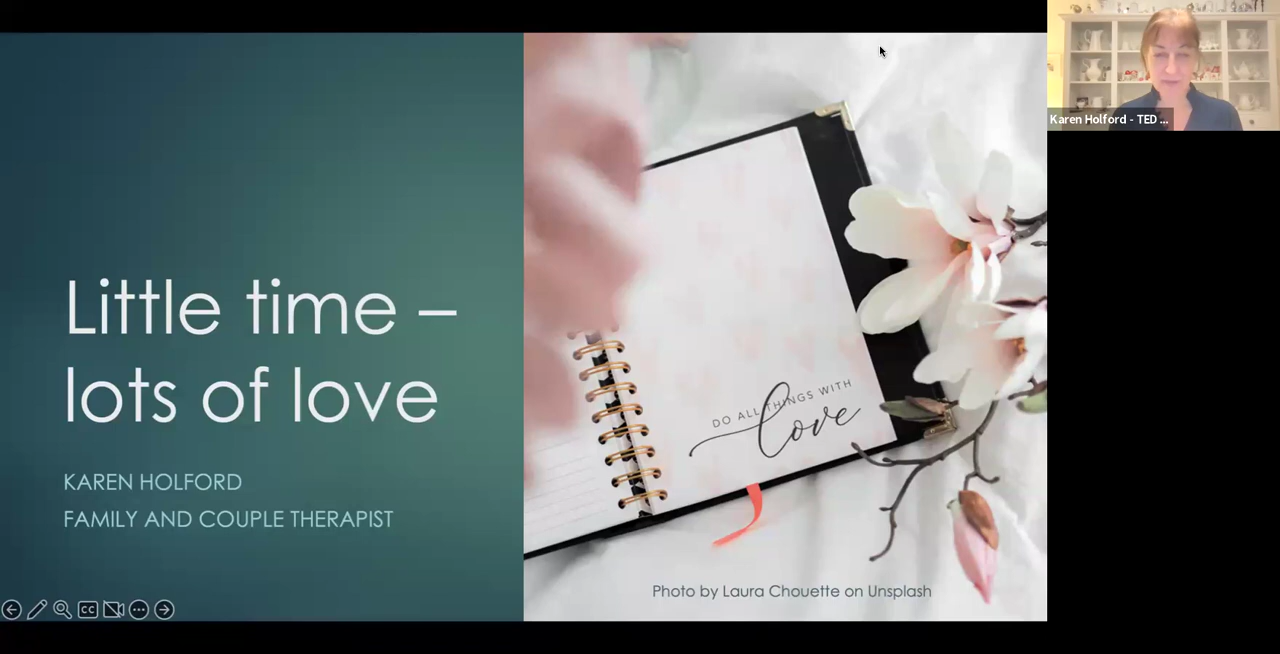 Karen Holford - TED ...
Little time –
lots of love
KAREN HOLFORD
FAMILY AND COUPLE THERAPIST
DO ALL THINGS WITH
love
Photo by Laura Chouette on Unsplash
CC